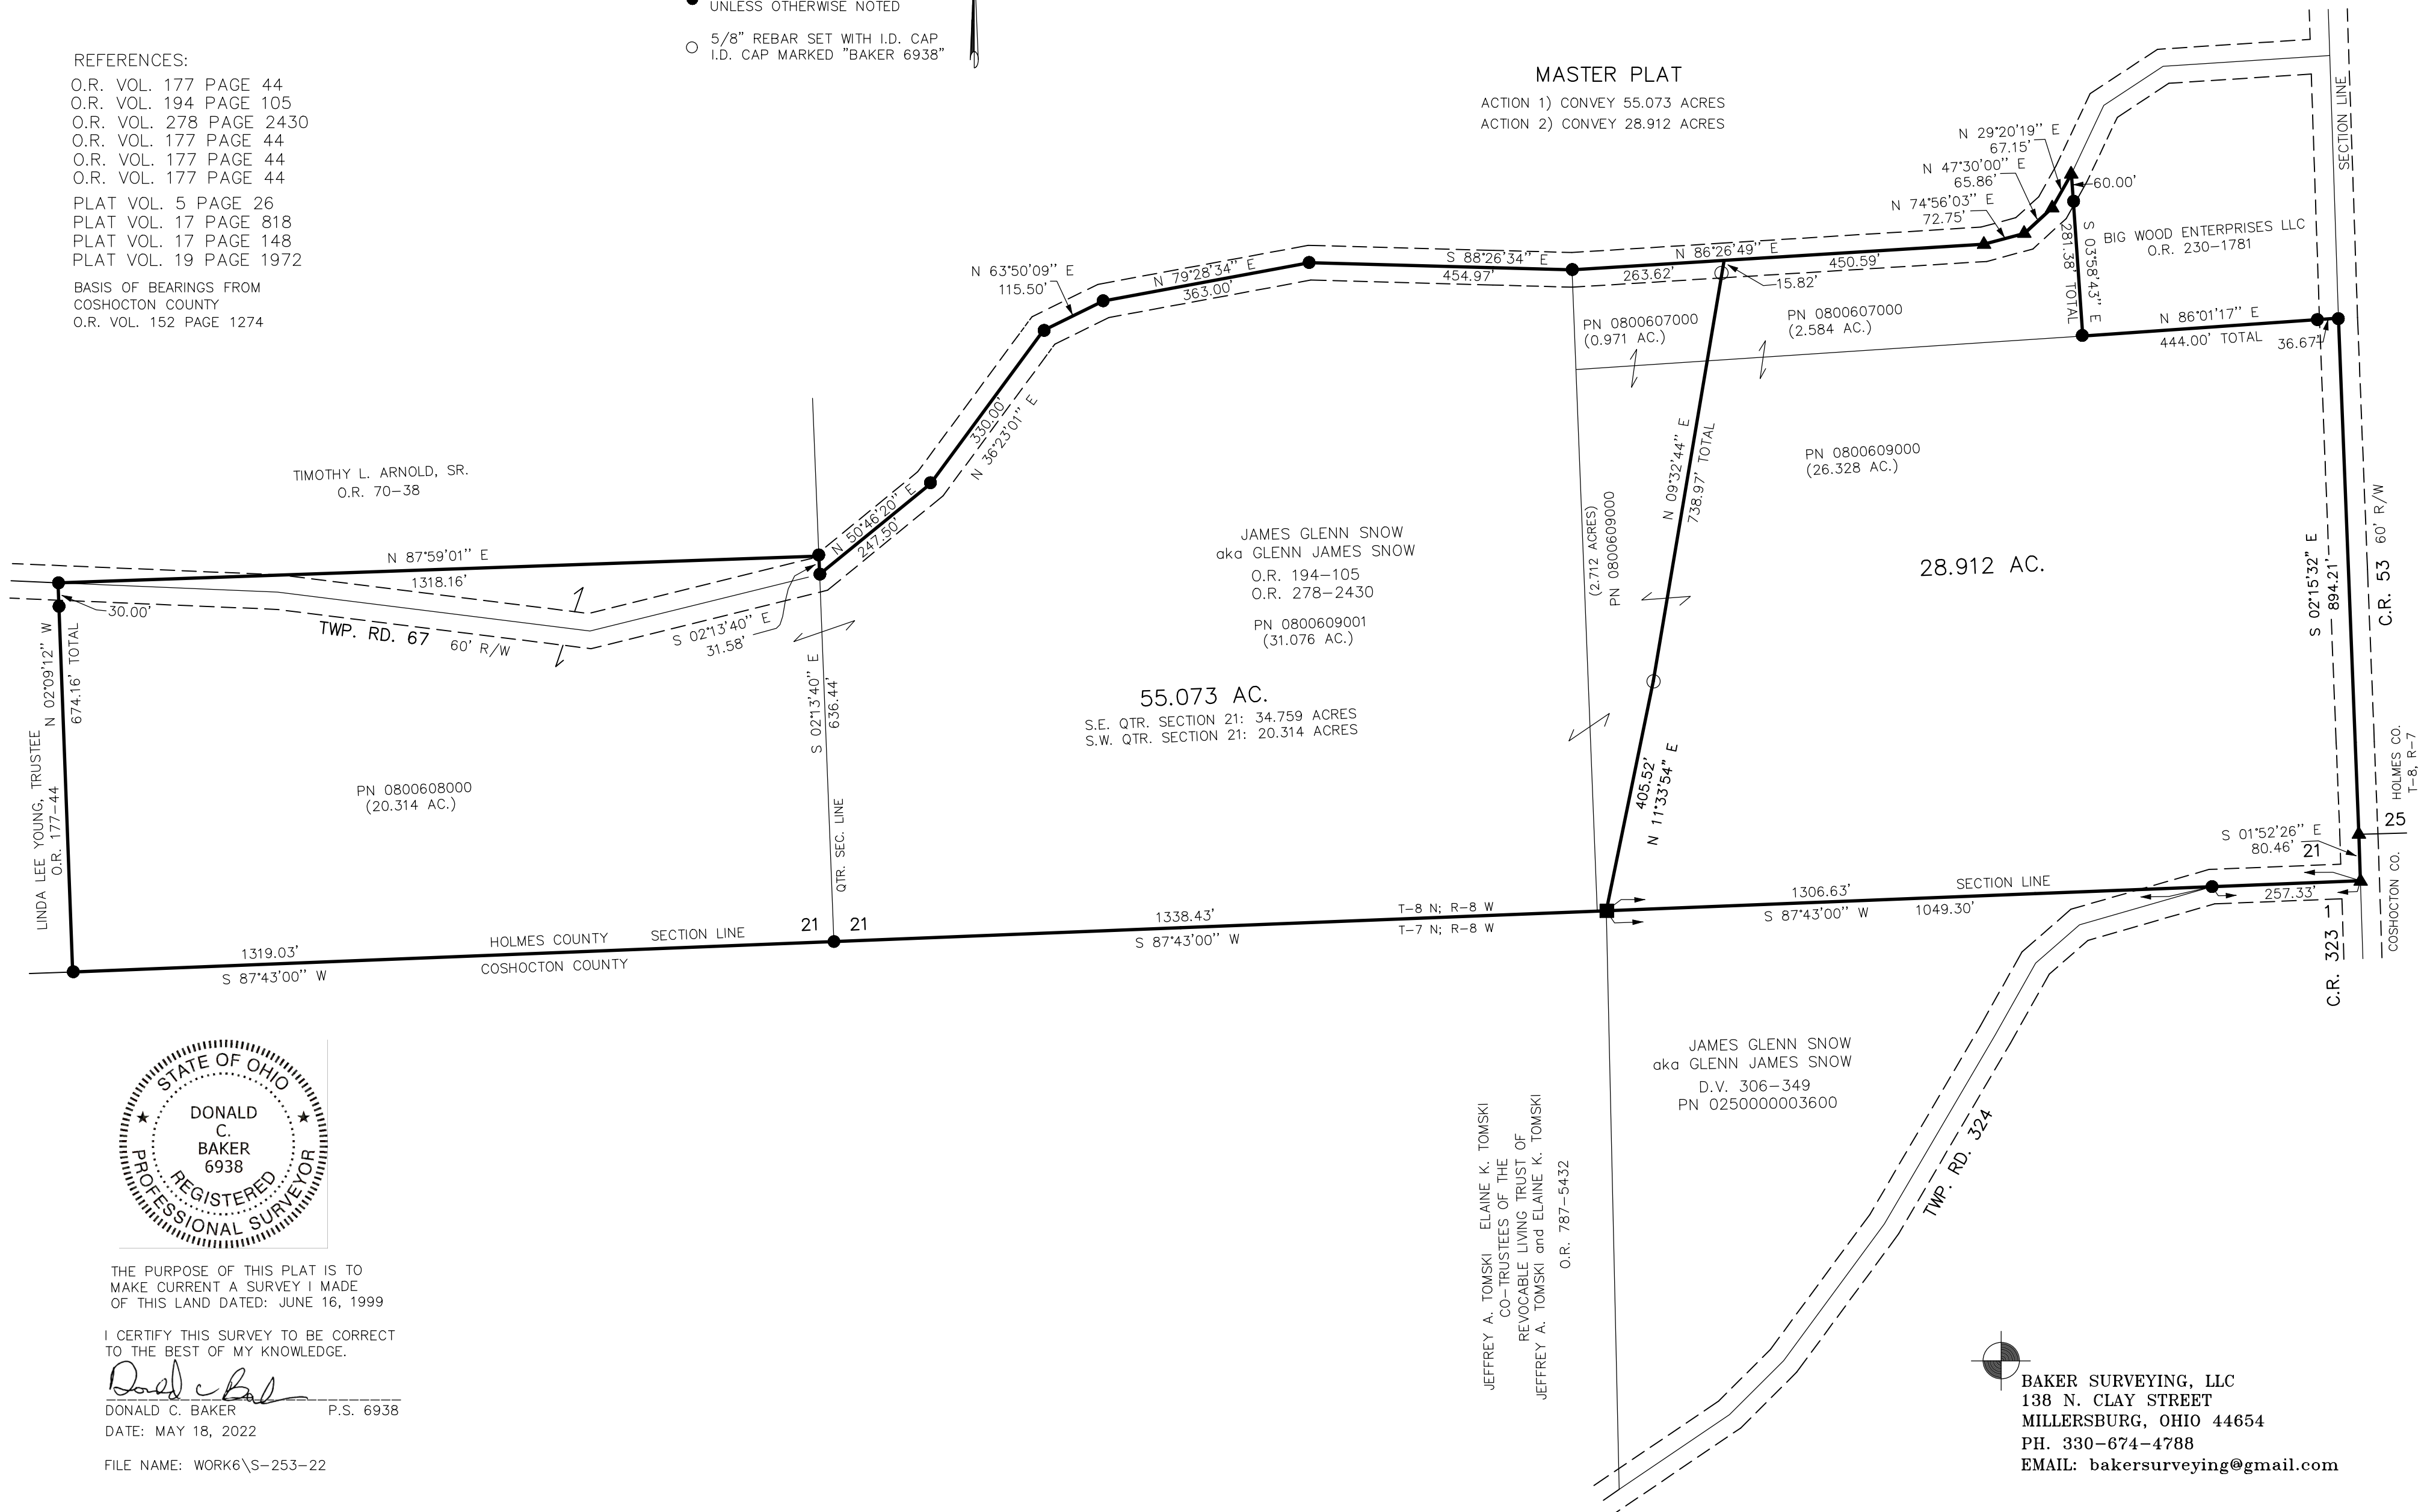 UNLESS OTHERWISE NOTED
5/8" REBAR SET WITH I.D. CAP
I.D. CAP MARKED "BAKER 6938"
REFERENCES:
O.R. VOL. 177 PAGE 44
O.R. VOL. 194 PAGE 105
O.R. VOL. 278 PAGE 2430
O.R. VOL. 177 PAGE 44
O.R. VOL. 177 PAGE 44
O.R. VOL. 177 PAGE 44
PLAT VOL. 5 PAGE 26
PLAT VOL. 17 PAGE 818
PLAT VOL. 17 PAGE 148
PLAT VOL. 19 PAGE 1972
BASIS OF BEARINGS FROM
COSHOCTON COUNTY
O.R. VOL. 152 PAGE 1274
MASTER PLAT
ACTION 1) CONVEY 55.073 ACRES
ACTION 2) CONVEY 28.912 ACRES
N 29°20'19" E
67.15'
N 47°30'00" E
65.86'
N 74°56'03" E
72.75'
60.00'
SECTION LINE
BIG WOOD ENTERPRISES LLC
O.R. 230-1781
S 03°58'43" E
281.38' TOTAL
N 86°01'17" E
444.00' TOTAL
36.67'
N 63°50'09" E
115.50'
N 79°28'34" E
363.00'
S 88°26'34" E
454.97'
N 86°26'49" E
263.62'
450.59'
15.82'
PN 0800607000
(0.971 AC.)
PN 0800607000
(2.584 AC.)
330.00'
N 36°23'01" E
N 50°46'20" E
247.50'
TIMOTHY L. ARNOLD, SR.
O.R. 70-38
N 87°59'01" E
1318.16'
30.00'
TWP. RD. 67 60' R/W
S 02°13'40" E
31.58'
N 02°09'12" W
674.16' TOTAL
LINDA LEE YOUNG, TRUSTEE
O.R. 177-44
PN 0800608000
(20.314 AC.)
S 02°13'40" E
636.44'
QTR. SEC. LINE
JAMES GLENN SNOW
aka GLENN JAMES SNOW
O.R. 194-105
O.R. 278-2430
PN 0800609001
(31.076 AC.)
55.073 AC.
S.E. QTR. SECTION 21: 34.759 ACRES
S.W. QTR. SECTION 21: 20.314 ACRES
(2.712 ACRES)
PN 0800609000
N 09°32'44" E
738.97' TOTAL
405.52'
N 11°33'54" E
PN 0800609000
(26.328 AC.)
28.912 AC.
S 02°15'32" E
894.21'
C.R. 53 60' R/W
HOLMES CO.
T-8, R-7
25
COSHOCTON CO.
S 01°52'26" E
80.46'
21
257.33'
1
C.R. 323
1306.63'
SECTION LINE
S 87°43'00" W
1049.30'
T-8 N; R-8 W
T-7 N; R-8 W
1338.43'
S 87°43'00" W
21
21
HOLMES COUNTY
SECTION LINE
COSHOCTON COUNTY
1319.03'
S 87°43'00" W
JAMES GLENN SNOW
aka GLENN JAMES SNOW
D.V. 306-349
PN 0250000003600
TWP. RD. 324
JEFFREY A. TOMSKI ELAINE K. TOMSKI
CO-TRUSTEES OF THE
REVOCABLE LIVING TRUST OF
JEFFREY A. TOMSKI and ELAINE K. TOMSKI
O.R. 787-5432
STATE OF OHIO
DONALD
C.
BAKER
6938
REGISTERED
PROFESSIONAL SURVEYOR
THE PURPOSE OF THIS PLAT IS TO
MAKE CURRENT A SURVEY I MADE
OF THIS LAND DATED: JUNE 16, 1999
I CERTIFY THIS SURVEY TO BE CORRECT
TO THE BEST OF MY KNOWLEDGE.
DONALD C. BAKER P.S. 6938
DATE: MAY 18, 2022
FILE NAME: WORK6\S-253-22
BAKER SURVEYING, LLC
138 N. CLAY STREET
MILLERSBURG, OHIO 44654
PH. 330-674-4788
EMAIL: bakersurveying@gmail.com